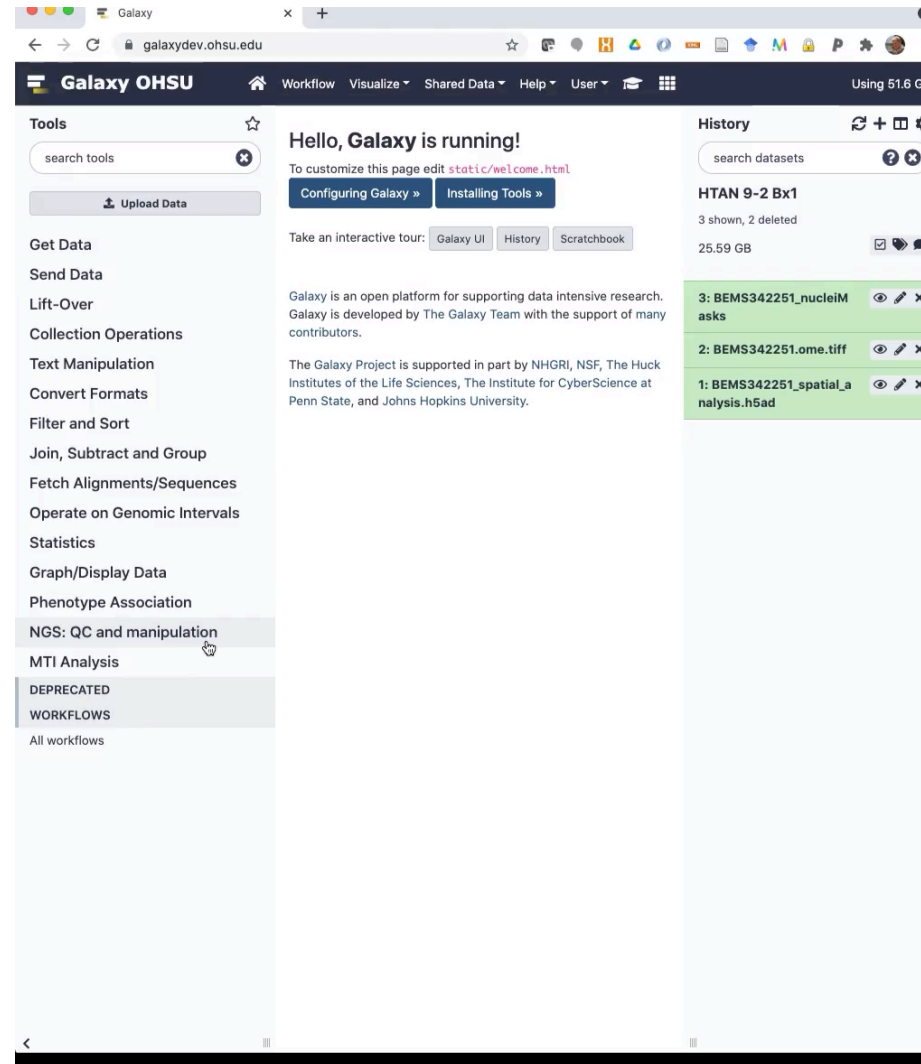 Galaxy
galaxydev.ohsu.edu
Galaxy OHSU
Workflow
Visualize
Shared Data
Help
User
Using 51.6 G
Tools
search tools
Upload Data
Get Data
Send Data
Lift-Over
Collection Operations
Text Manipulation
Convert Formats
Filter and Sort
Join, Subtract and Group
Fetch Alignments/Sequences
Operate on Genomic Intervals
Statistics
Graph/Display Data
Phenotype Association
NGS: QC and manipulation
MTI Analysis
DEPRECATED
WORKFLOWS
All workflows
Hello, Galaxy is running!
To customize this page edit static/welcome.html
Configuring Galaxy »
Installing Tools »
Take an interactive tour:
Galaxy UI
History
Scratchbook
Galaxy is an open platform for supporting data intensive research.
Galaxy is developed by The Galaxy Team with the support of many
contributors.
The Galaxy Project is supported in part by NHGRI, NSF, The Huck
Institutes of the Life Sciences, The Institute for CyberScience at
Penn State, and Johns Hopkins University.
History
search datasets
HTAN 9-2 Bx1
3 shown, 2 deleted
25.59 GB
3: BEMS342251_nucleiM
asks
2: BEMS342251.ome.tiff
1: BEMS342251_spatial_a
nalysis.h5ad